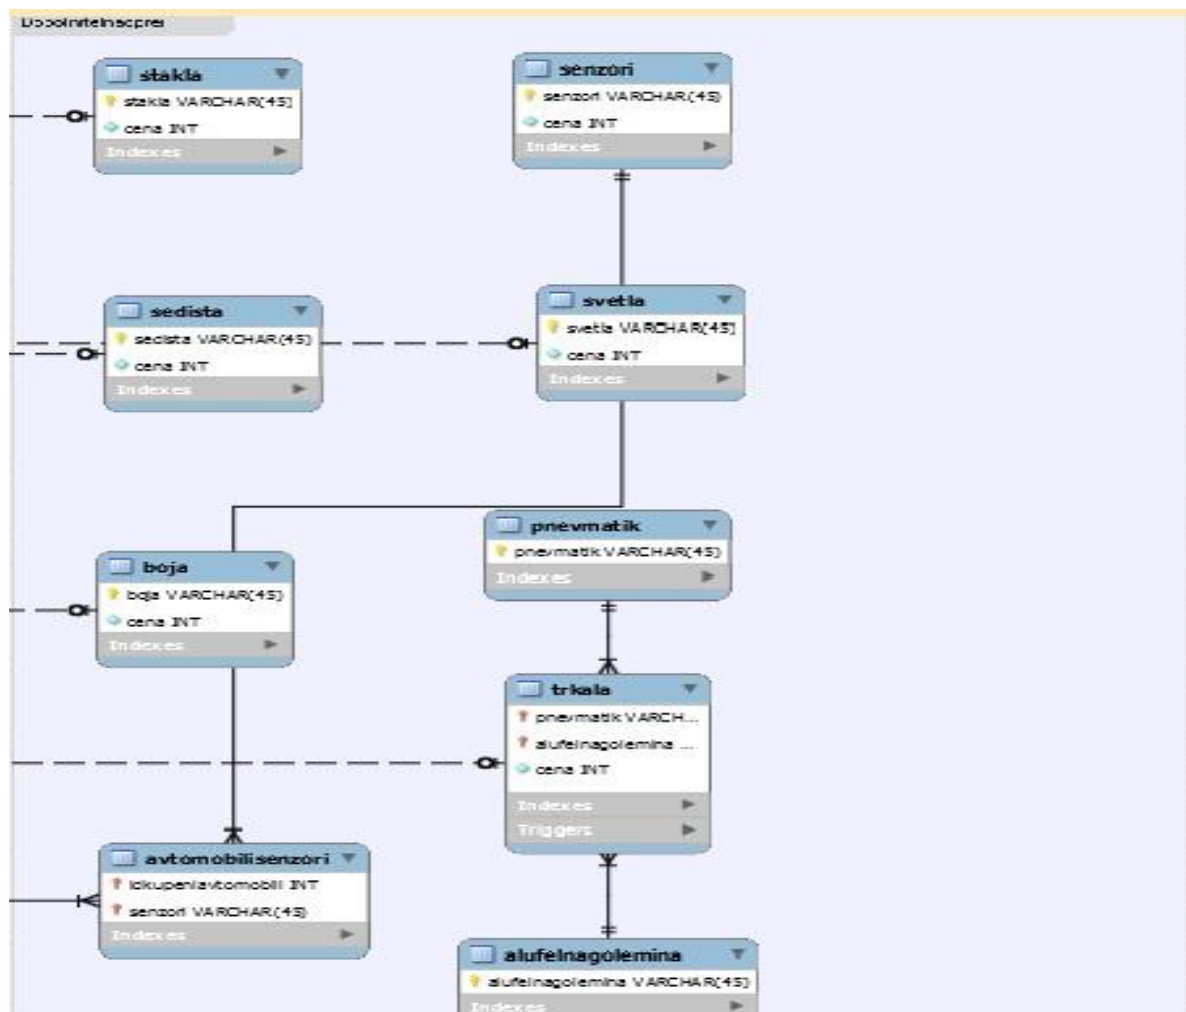 stakla
stakla VARCHAR(45)
cena INT
Indexes
senzori
senzori VARCHAR(45)
cena INT
Indexes
sedista
sedista VARCHAR(45)
cena INT
Indexes
svetla
svetla VARCHAR(45)
cena INT
Indexes
boja
boja VARCHAR(45)
cena INT
Indexes
pnevmatik
pnevmatik VARCHAR(45)
Indexes
trkala
pnevmatik VARCH...
alufelnagolemina ...
cena INT
Indexes
Triggers
avtomobilisenzori
idkupeniavtomobili INT
senzori VARCHAR(45)
Indexes
alufelnagolemina
alufelnagolemina VARCHAR(45)
Indexes